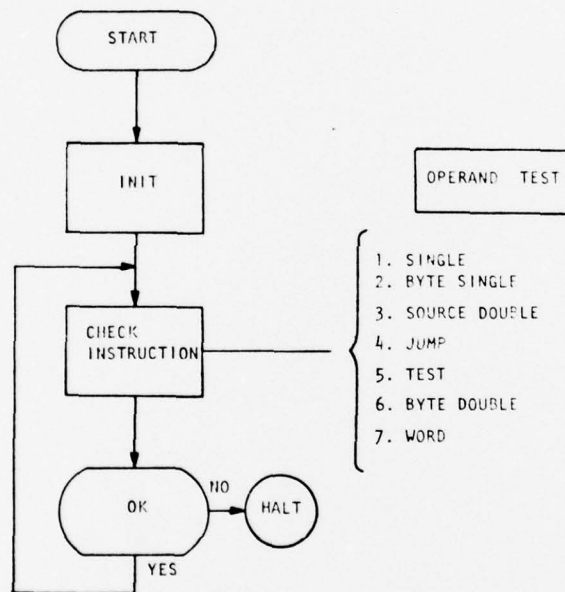 START
INIT
OPERAND TEST
CHECK
INSTRUCTION
1. SINGLE
2. BYTE SINGLE
3. SOURCE DOUBLE
4. JUMP
5. TEST
6. BYTE DOUBLE
7. WORD
OK
NO
HALT
YES